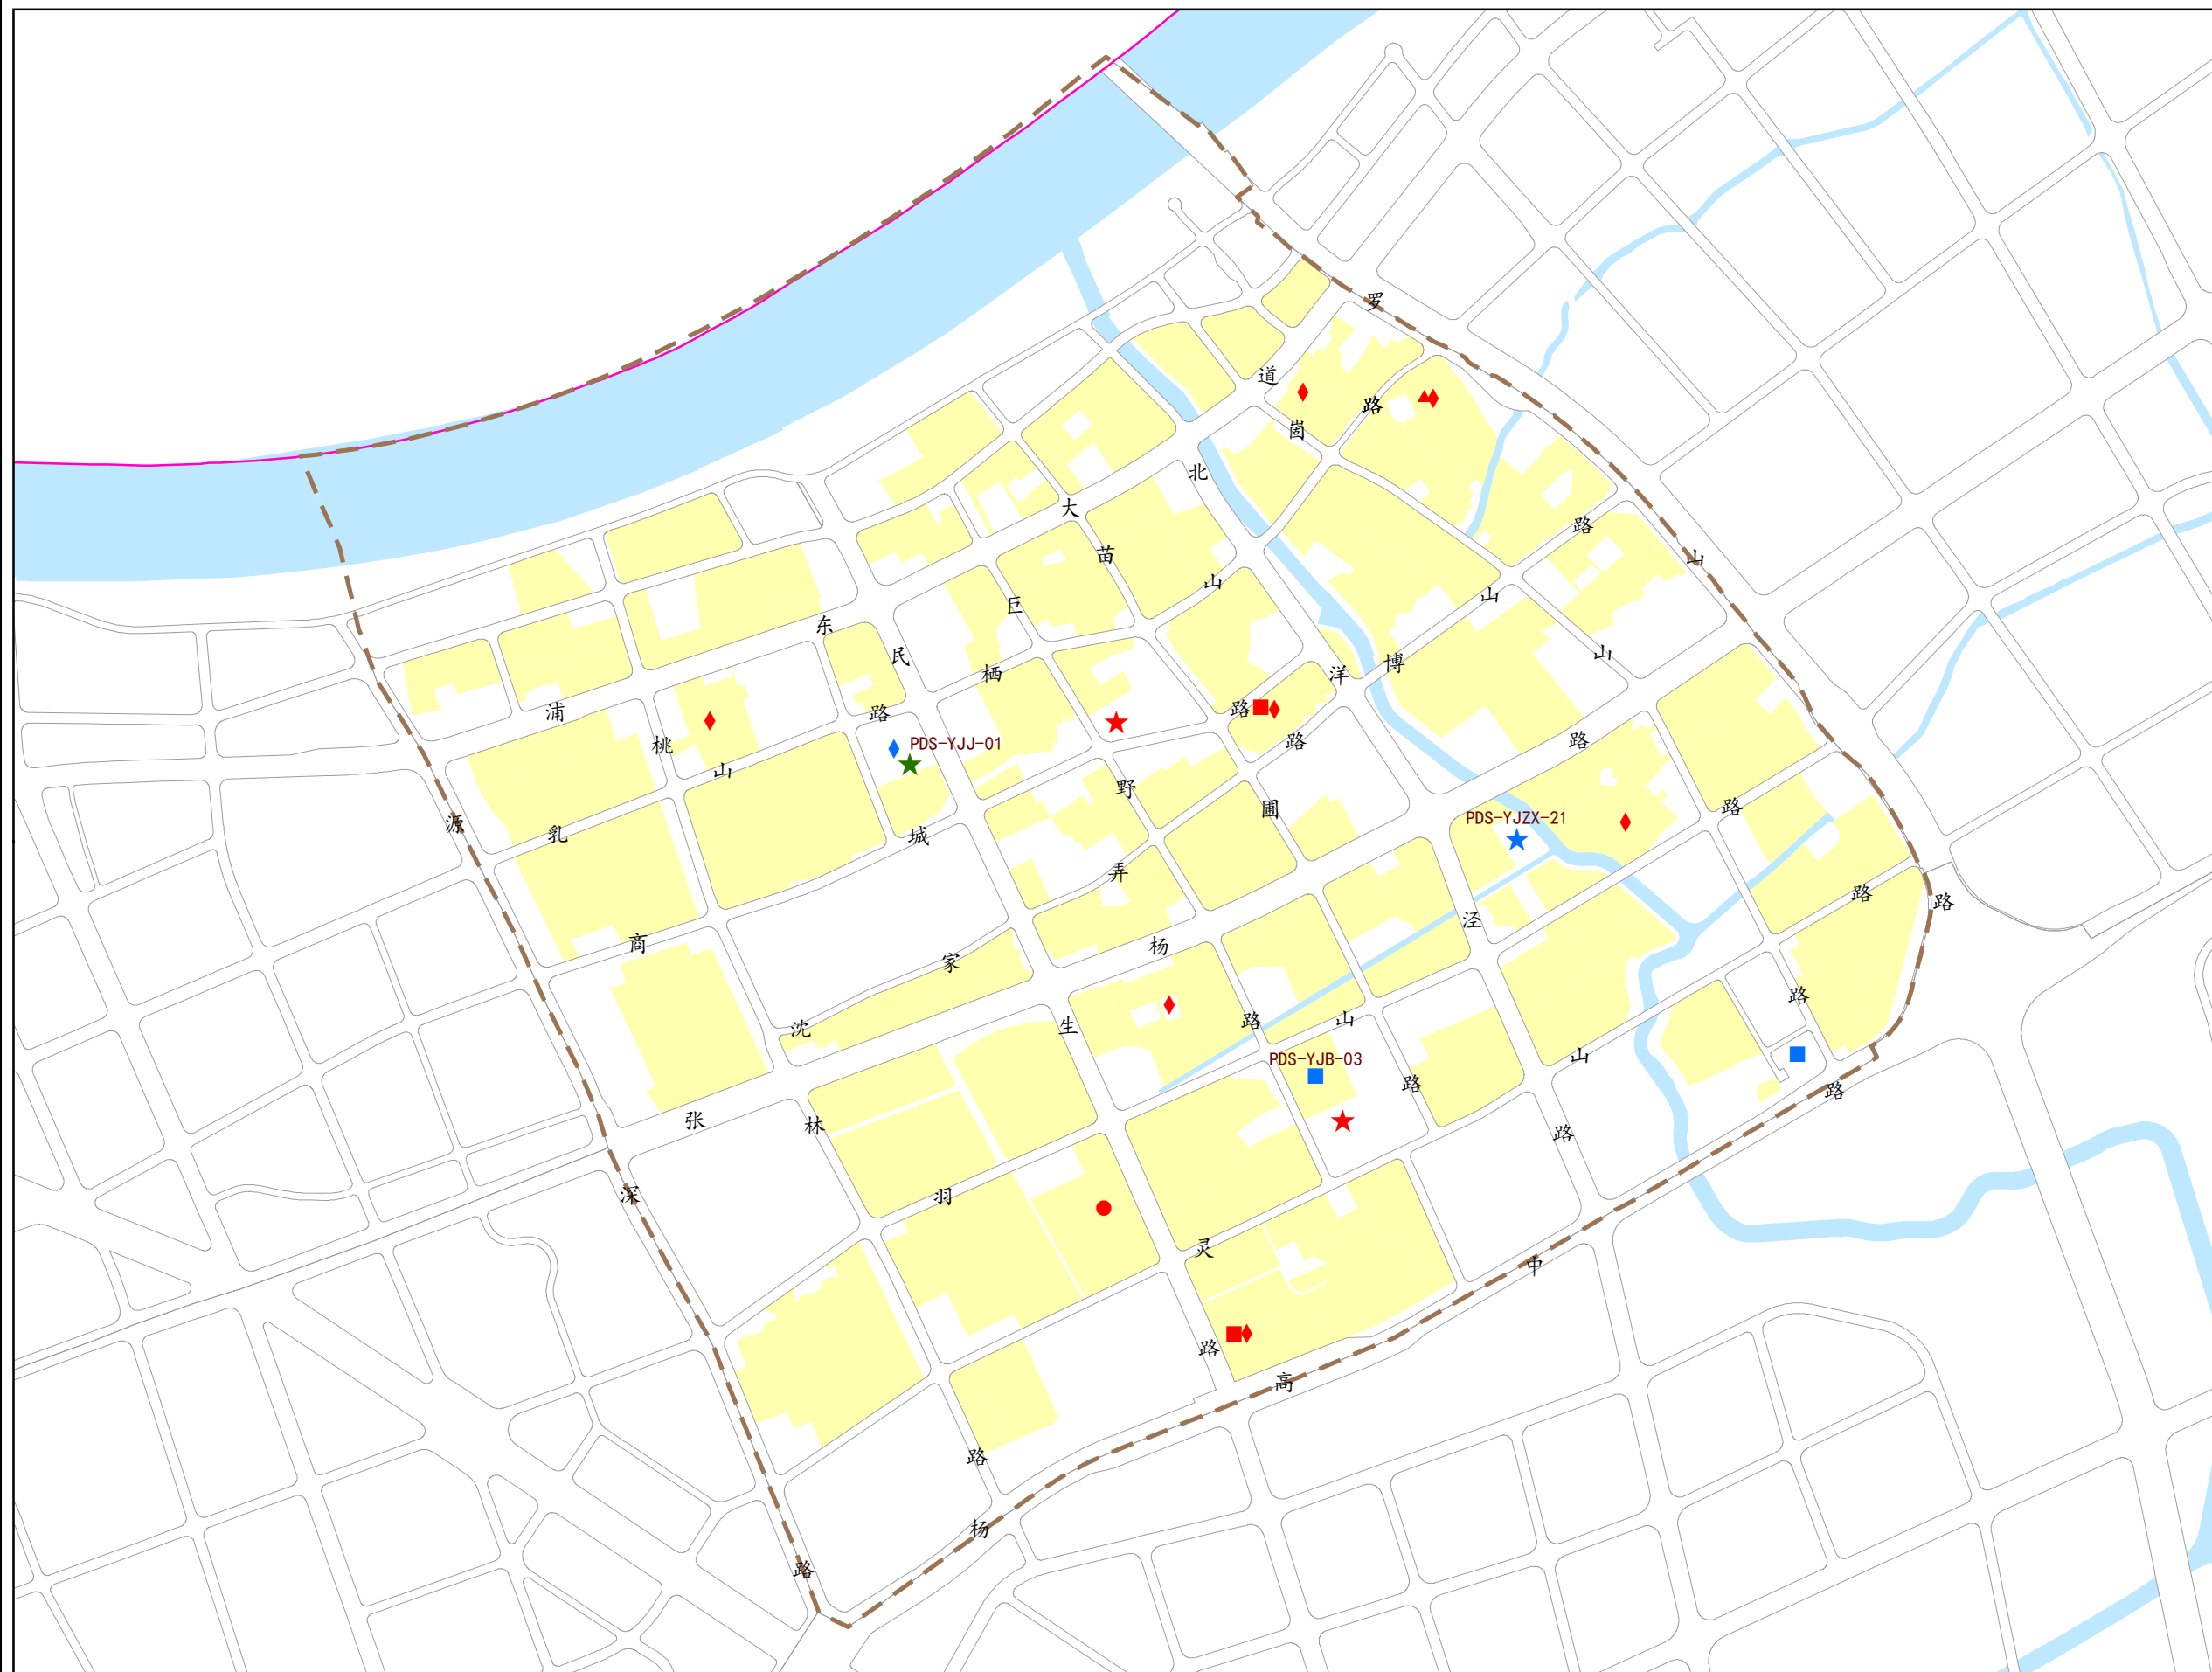 罗
道
路
崮
北
大
路
苗
山
山
巨
山
东
民
栖
洋
博
山
浦
路
路
桃
山
路
路
PDS-YJJ-01
野
圃
路
源
乳
城
PDS-YJZX-21
弄
路
路
泾
商
家
杨
路
沈
生
路
山
山
PDS-YJB-03
路
路
张
林
路
深
羽
灵
中
路
高
路
杨
路